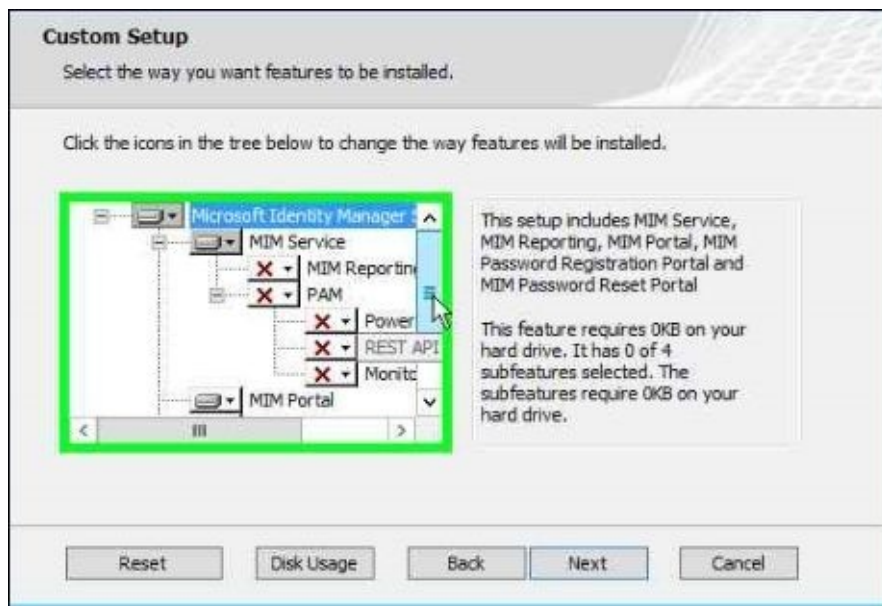 Custom Setup
Select the way you want features to be installed.
Click the icons in the tree below to change the way features will be installed.
Microsoft Identity Manager
MIM Service
MIM Reporting
PAM
Power
REST API
Monito
MIM Portal
This setup includes MIM Service,
MIM Reporting, MIM Portal, MIM
Password Registration Portal and
MIM Password Reset Portal
This feature requires 0KB on your
hard drive. It has 0 of 4
subfeatures selected. The
subfeatures require 0KB on your
hard drive.
Reset
Disk Usage
Back
Next
Cancel